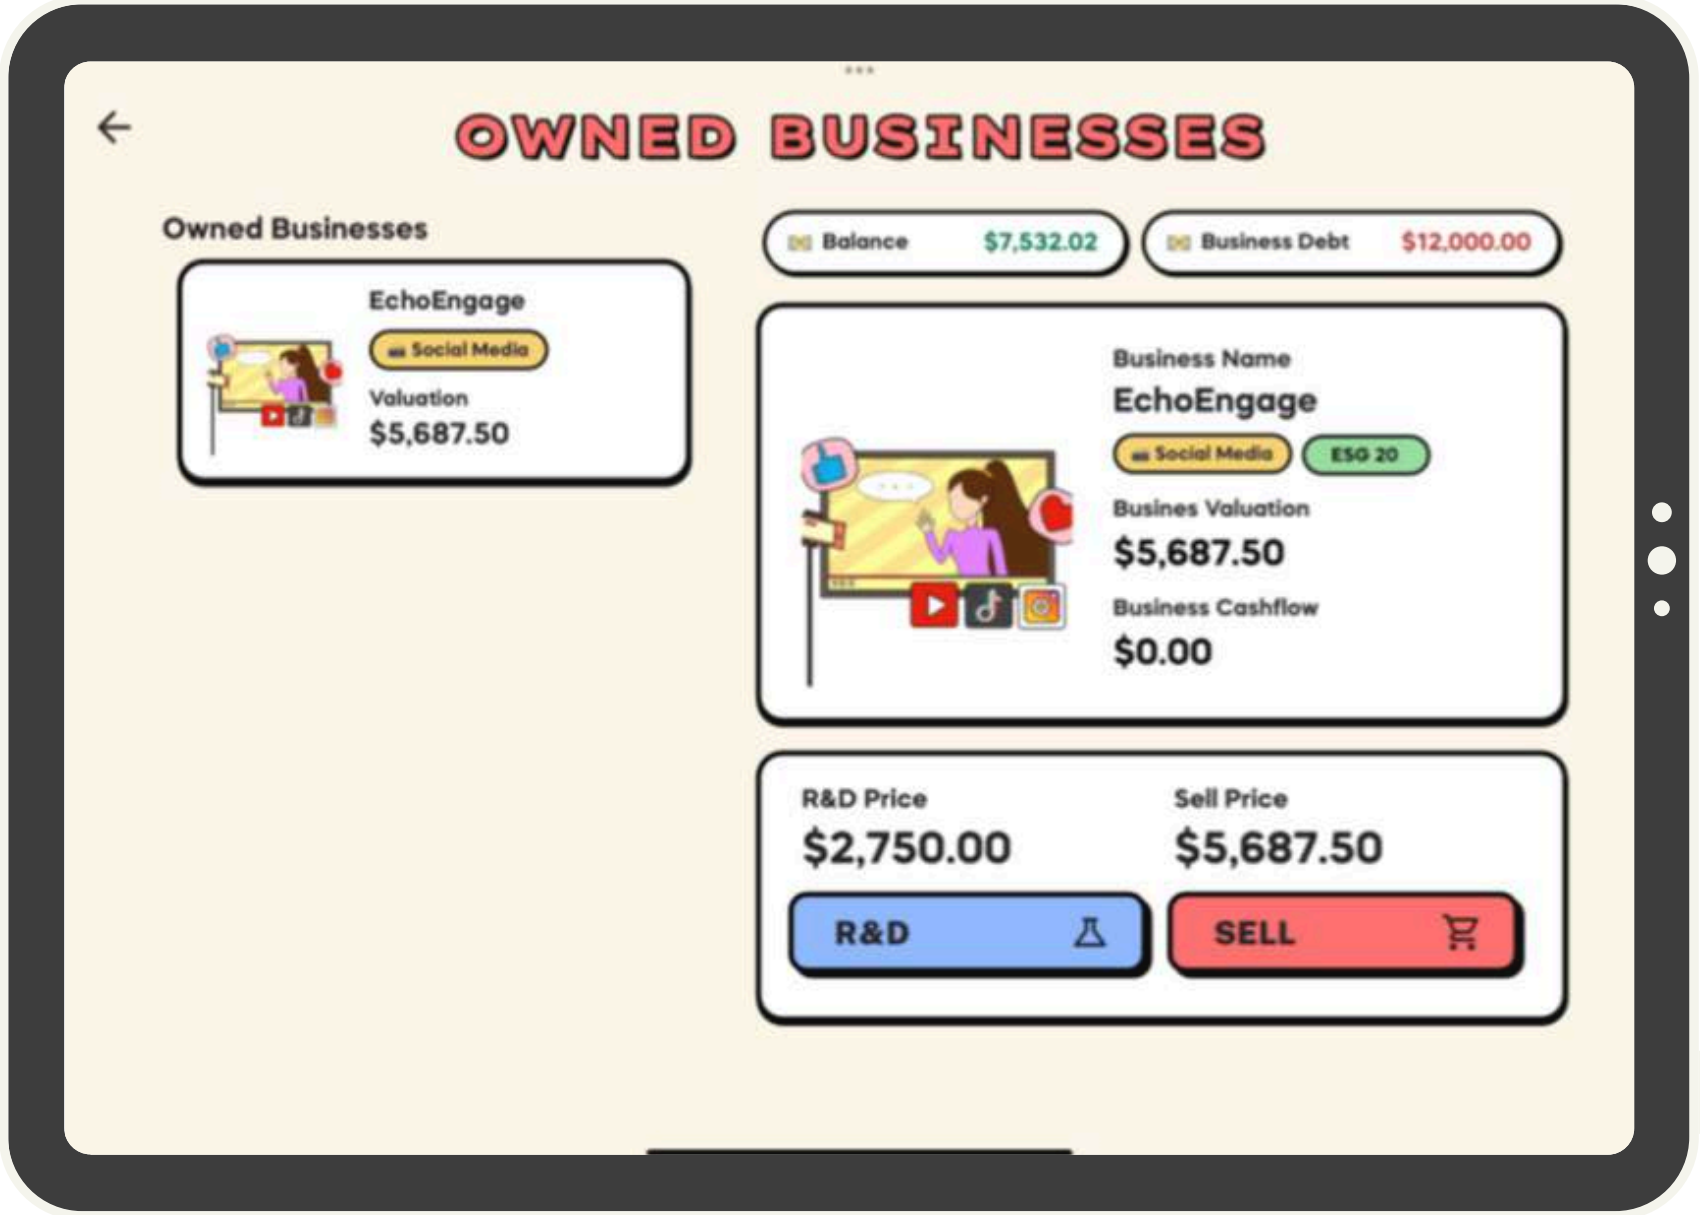 OWNED BUSINESSES
Owned Businesses
EchoEngage
Social Media
Valuation
$5,687.50
Balance $7,532.02
Business Debt $12,000.00
Business Name
EchoEngage
Social Media ESG 20
Busines Valuation
$5,687.50
Business Cashflow
$0.00
R&D Price Sell Price
$2,750.00 $5,687.50
R&D SELL